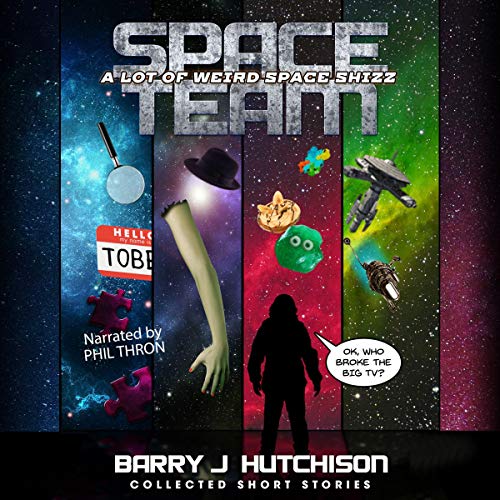 SPACE
A LOT OF WEIRD SPACE SHIZZ
TEAM
HELLO
my name is
TOBE
Narrated by
PHIL THRON
OK, WHO
BROKE THE
BIG TV?
BARRY J HUTCHISON
COLLECTED SHORT STORIES